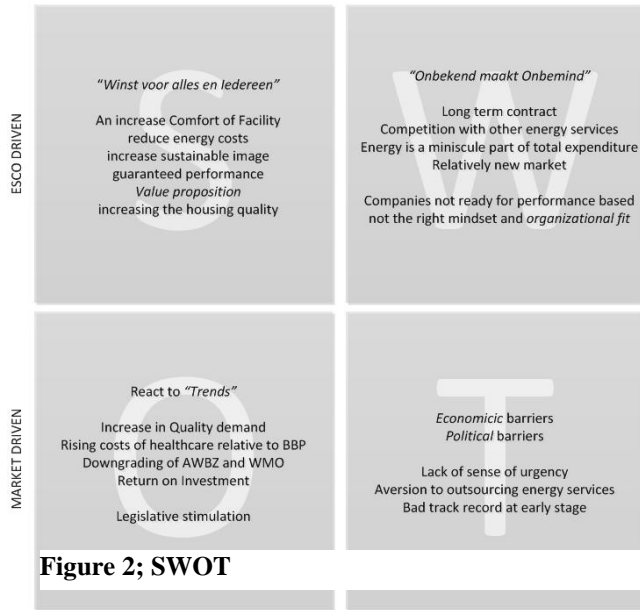 ESCO DRIVEN
S
“Winst voor alles en Iedereen”
An increase Comfort of Facility
reduce energy costs
increase sustainable image
guaranteed performance
Value proposition
increasing the housing quality
W
“Onbekend maakt Onbemind”
Long term contract
Competition with other energy services
Energy is a miniscule part of total expenditure
Relatively new market
Companies not ready for performance based
not the right mindset and organizational fit
MARKET DRIVEN
O
React to “Trends”
Increase in Quality demand
Rising costs of healthcare relative to BBP
Downgrading of AWBZ and WMO
Return on Investment
Legislative stimulation
T
Economicic barriers
Political barriers
Lack of sense of urgency
Aversion to outsourcing energy services
Bad track record at early stage
Figure 2; SWOT